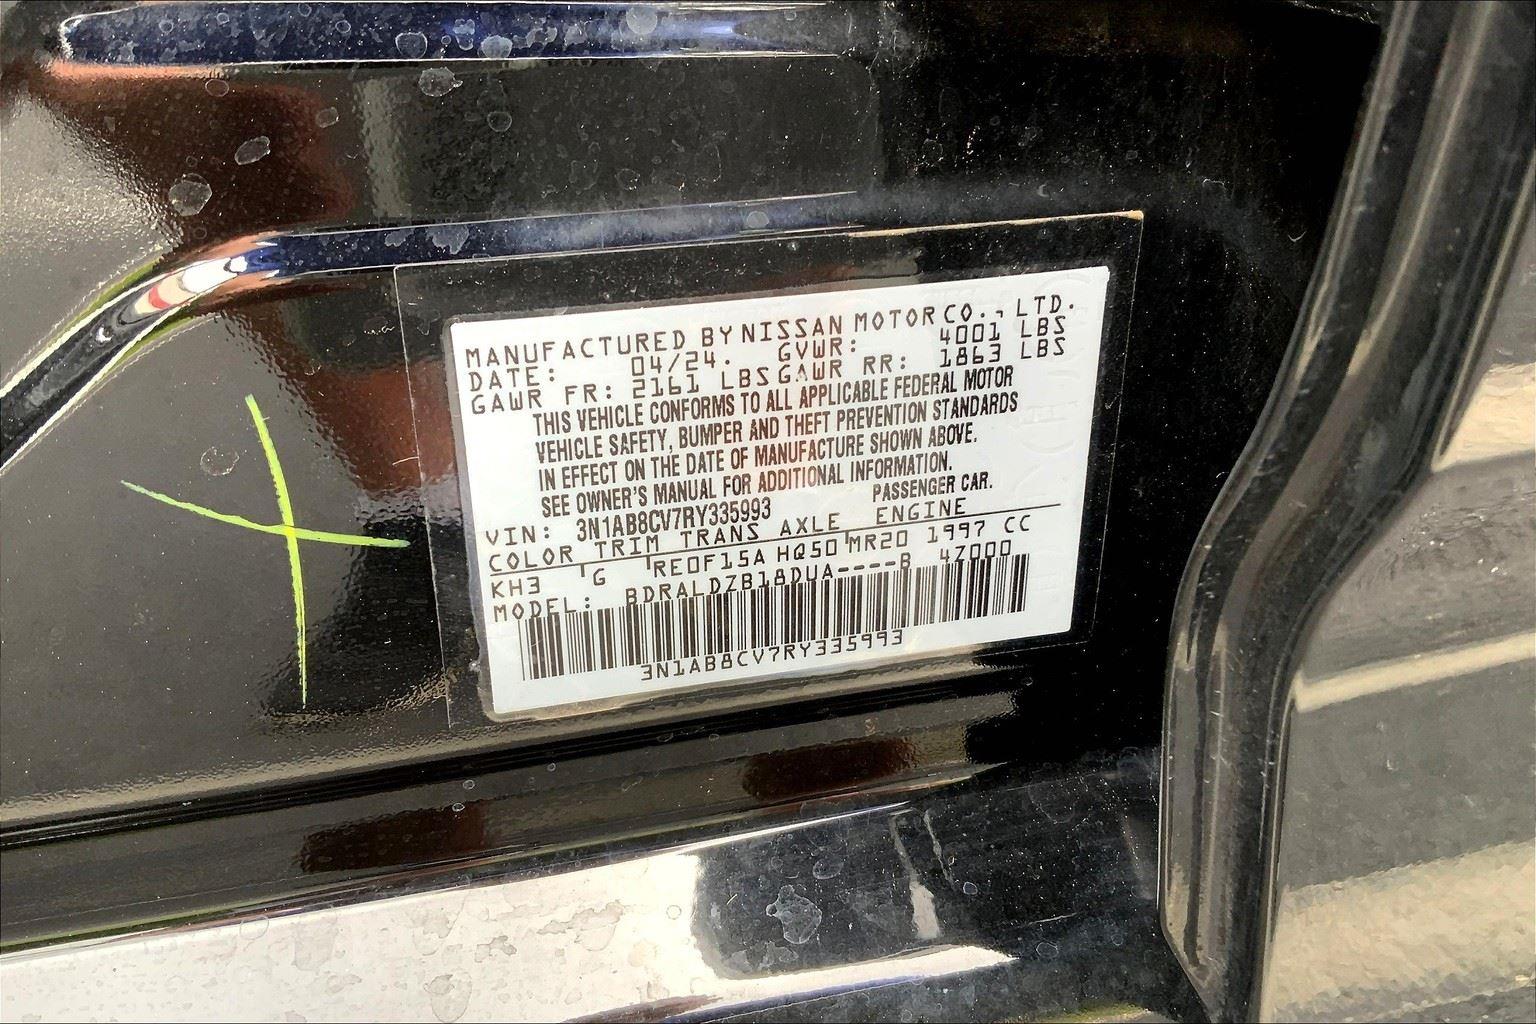 MANUFACTURED BY NISSAN MOTOR CO., LTD.
DATE: 04/24. GVWR: 4001 LBS
GAWR FR: 2161 LBS GAWR RR: 1863 LBS
THIS VEHICLE CONFORMS TO ALL APPLICABLE FEDERAL MOTOR
VEHICLE SAFETY, BUMPER AND THEFT PREVENTION STANDARDS
IN EFFECT ON THE DATE OF MANUFACTURE SHOWN ABOVE.
SEE OWNER'S MANUAL FOR ADDITIONAL INFORMATION.
PASSENGER CAR.
VIN: 3N1AB8CV7RY335993
COLOR TRIM TRANS AXLE ENGINE
KH3 G RE0F15A HQ50 MR20 1997 CC
MODEL: BDRALDZB18DUA----B 4Z000
3N1AB8CV7RY335993